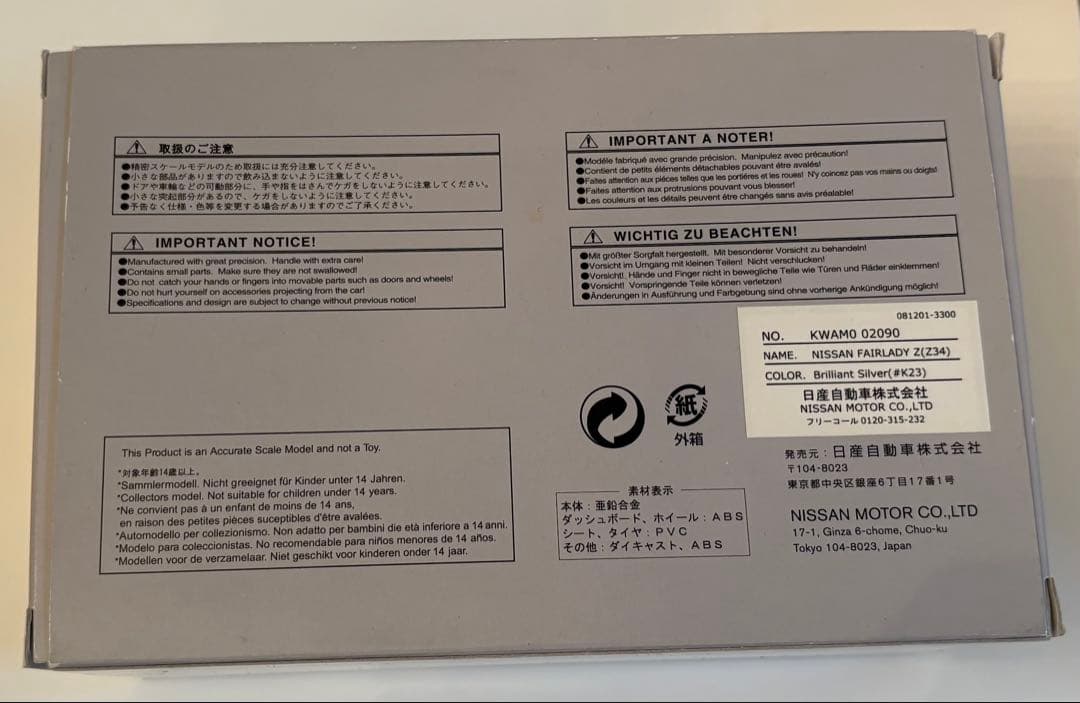 取扱のご注意
●精密スケールモデルのため取扱には充分注意してください。
●小さな部品がありますので飲み込まないように注意してください。
●ドアや車輪などの可動部分に、手や指をはさんでケガをしないように注意してください。
●小さな突起部分があるので、ケガをしないように注意してください。
●予告なく仕様・色等を変更する場合がありますのでご了承ください。
IMPORTANT NOTICE!
●Manufactured with great precision. Handle with extra care!
●Contains small parts. Make sure they are not swallowed!
●Do not catch your hands or fingers into movable parts such as doors and wheels!
●Do not hurt yourself on accessories projecting from the car!
●Specifications and design are subject to change without previous notice!
IMPORTANT A NOTER!
●Modéle fabriqué avec grande précision. Manipulez avec précaution!
●Contient de petits éléments détachables pouvant être avalés!
●Faites attention aux pièces telles que les portières et les roues! N'y coincez pas vos mains ou doigts!
●Faites attention aux protrusions pouvant vous blesser!
●Les couleurs et les détails peuvent être changés sans avis préalable!
WICHTIG ZU BEACHTEN!
●Mit größter Sorgfalt hergestellt. Mit besonderer Vorsicht zu behandeln!
●Vorsicht im Umgang mit kleinen Teilen! Nicht verschlucken!
●Vorsicht! Hände und Finger nicht in bewegliche Teile wie Türen und Räder einklemmen!
●Vorsicht! Vorspringende Teile können verletzen!
●Änderungen in Ausführung und Farbgebung sind ohne vorherige Ankündigung möglich!
081201-3300
NO. KWAM0 02090
NAME. NISSAN FAIRLADY Z(Z34)
COLOR. Brilliant Silver(#K23)
日産自動車株式会社
NISSAN MOTOR CO.,LTD
フリーコール 0120-315-232
紙
外箱
This Product is an Accurate Scale Model and not a Toy.
*対象年齢14歳以上。
*Sammlermodell. Nicht geeignet für Kinder unter 14 Jahren.
*Collectors model. Not suitable for children under 14 years.
*Ne convient pas à un enfant de moins de 14 ans,
en raison des petites pièces suceptibles d'être avalées.
*Automodello per collezionismo. Non adatto per bambini die età inferiore a 14 anni.
*Modelo para coleccionistas. No recomendable para niños menores de 14 años.
*Modellen voor de verzamelaar. Niet geschikt voor kinderen onder 14 jaar.
素材表示
本体：亜鉛合金
ダッシュボード、ホイール：ABS
シート、タイヤ：PVC
その他：ダイキャスト、ABS
発売元：日産自動車株式会社
〒104-8023
東京都中央区銀座6丁目17番1号
NISSAN MOTOR CO.,LTD
17-1, Ginza 6-chome, Chuo-ku
Tokyo 104-8023, Japan